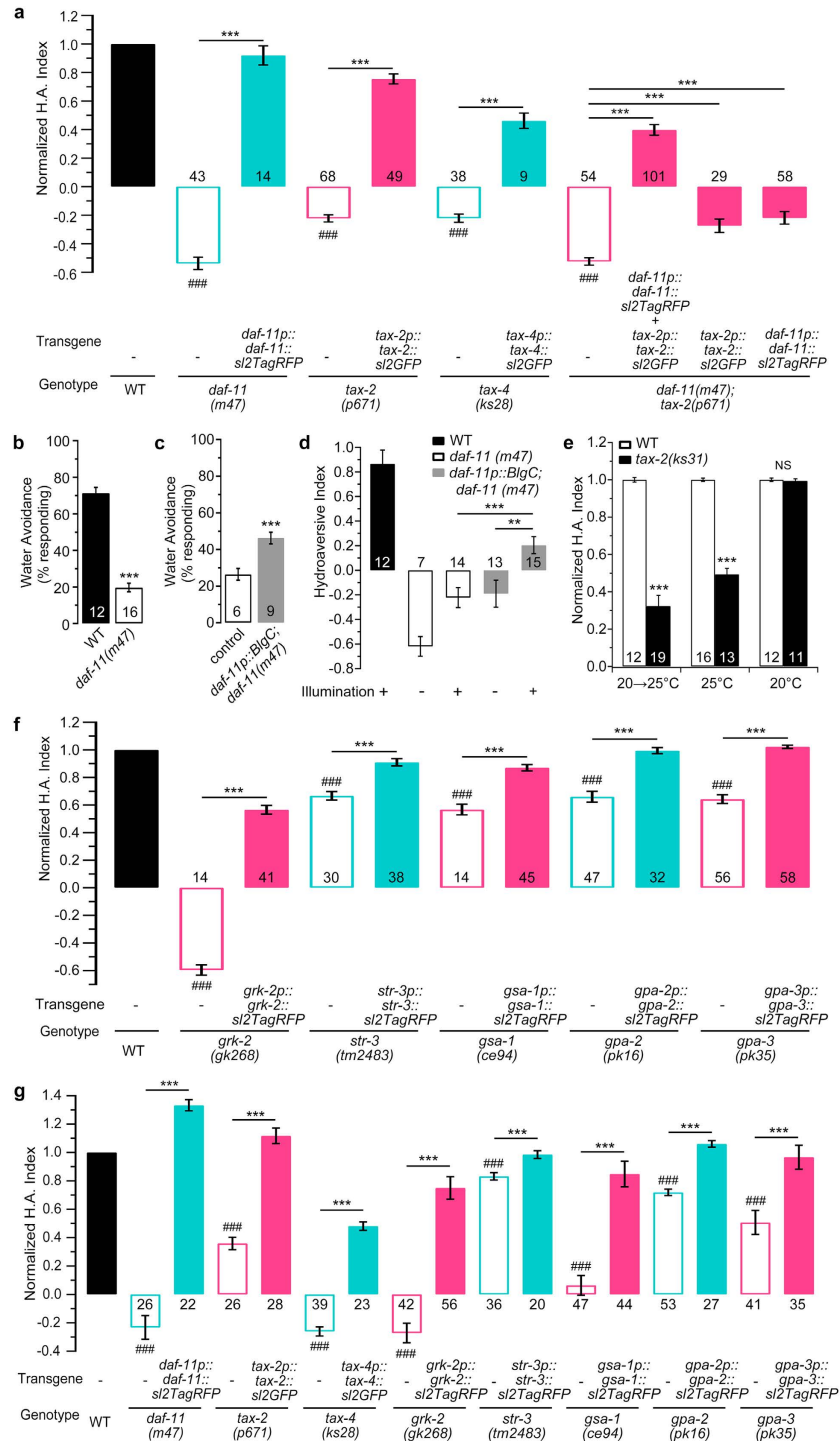 a
Normalized H.A. Index
1.2
1.0
0.8
0.6
0.4
0.2
0.0
-0.2
-0.4
-0.6
*** *** *** *** *** ***
43 14 68 49 38 9 54 101 29 58
### ### ### ###
Transgene
- - daf-11p::daf-11::sl2TagRFP - tax-2p::tax-2::sl2GFP - tax-4p::tax-4::sl2GFP - daf-11p::daf-11::sl2TagRFP + tax-2p::tax-2::sl2GFP tax-2p::tax-2::sl2GFP daf-11p::daf-11::sl2TagRFP
Genotype
WT daf-11 (m47) tax-2 (p671) tax-4 (ks28) daf-11(m47); tax-2(p671)
b
Water Avoidance (% responding)
100
80
60
40
20
0
***
12 16
WT daf-11(m47)
c
Water Avoidance (% responding)
100
80
60
40
20
0
***
6 9
control daf-11p::BlgC; daf-11(m47)
d
Hydroaversive Index
1.0
0.8
0.6
0.4
0.2
0.0
-0.2
-0.4
-0.6
-0.8
WT
daf-11 (m47)
daf-11p::BlgC;
daf-11 (m47)
***
**
12 7 14 13 15
Illumination + - + - +
e
Normalized H.A. Index
1.2
1.0
0.8
0.6
0.4
0.2
0.0
WT
tax-2(ks31)
NS
*** ***
12 19 16 13 12 11
20→25°C 25°C 20°C
f
Normalized H.A. Index
1.2
1.0
0.8
0.6
0.4
0.2
0.0
-0.2
-0.4
-0.6
*** *** *** *** ***
### ### ### ###
14 41 30 38 14 45 47 32 56 58
###
Transgene
- - grk-2p::grk-2::sl2TagRFP - str-3p::str-3::sl2TagRFP - gsa-1p::gsa-1::sl2TagRFP - gpa-2p::gpa-2::sl2TagRFP - gpa-3p::gpa-3::sl2TagRFP
Genotype
WT grk-2 (gk268) str-3 (tm2483) gsa-1 (ce94) gpa-2 (pk16) gpa-3 (pk35)
g
Normalized H.A. Index
1.4
1.2
1.0
0.8
0.6
0.4
0.2
0.0
-0.2
-0.4
*** *** *** *** *** *** *** ***
### ### ### ### ###
26 22 26 28 39 23 42 56 36 20 47 44 53 27 41 35
### ### ###
Transgene
- - daf-11p::daf-11::sl2TagRFP - tax-2p::tax-2::sl2GFP - tax-4p::tax-4::sl2GFP - grk-2p::grk-2::sl2TagRFP - str-3p::str-3::sl2TagRFP - gsa-1p::gsa-1::sl2TagRFP - gpa-2p::gpa-2::sl2TagRFP - gpa-3p::gpa-3::sl2TagRFP
Genotype
WT daf-11 (m47) tax-2 (p671) tax-4 (ks28) grk-2 (gk268) str-3 (tm2483) gsa-1 (ce94) gpa-2 (pk16) gpa-3 (pk35)